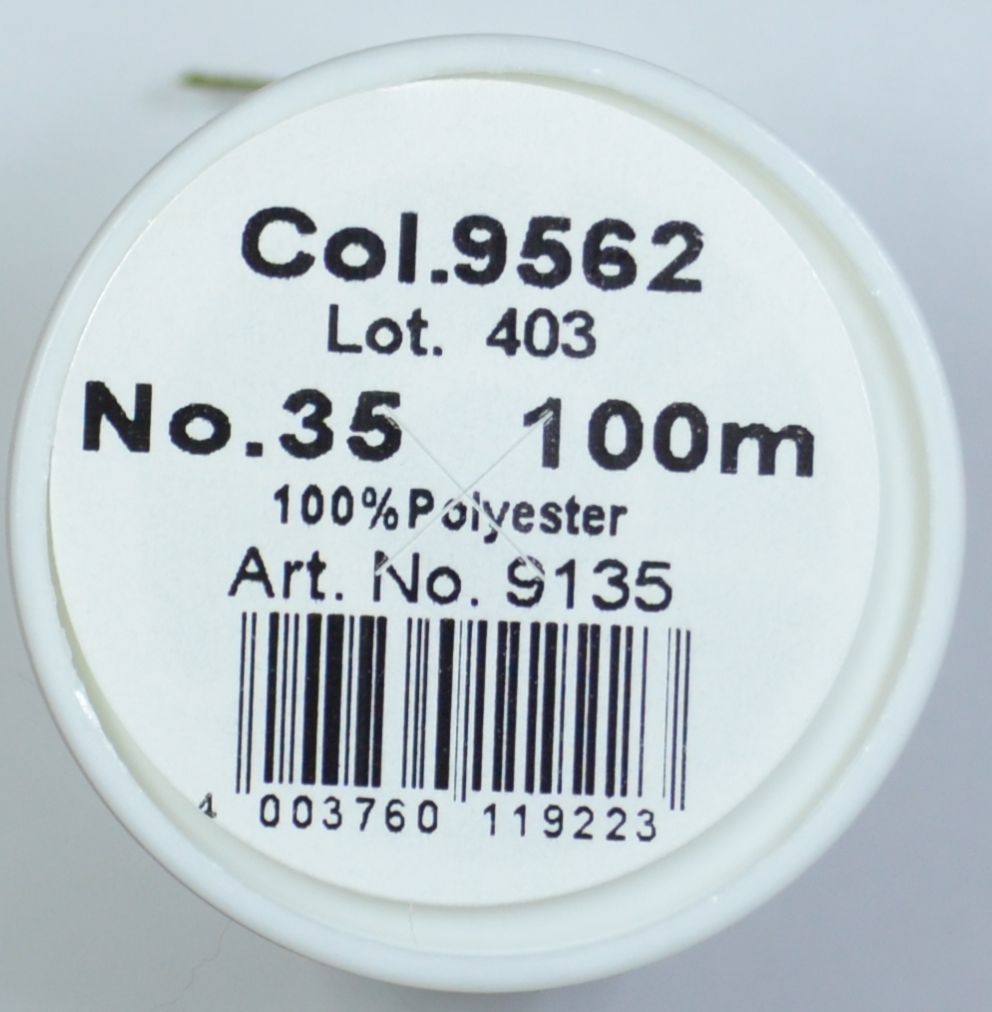 Col.9562
Lot. 403
No.35 100m
100%Polyester
Art. No. 9135
4 003760 119223